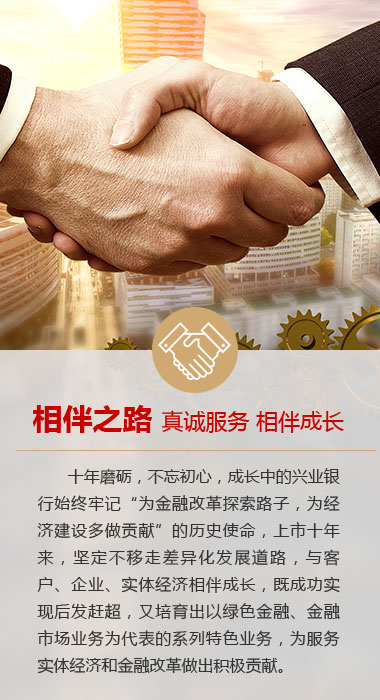 相伴之路 真诚服务 相伴成长
十年磨砺，不忘初心，成长中的兴业银
行始终牢记“为金融改革探索路子，为经
济建设多做贡献”的历史使命，上市十年
来，坚定不移走差异化发展道路，与客
户、企业、实体经济相伴成长，既成功实
现后发赶超，又培育出以绿色金融、金融
市场业务为代表的系列特色业务，为服务
实体经济和金融改革做出积极贡献。